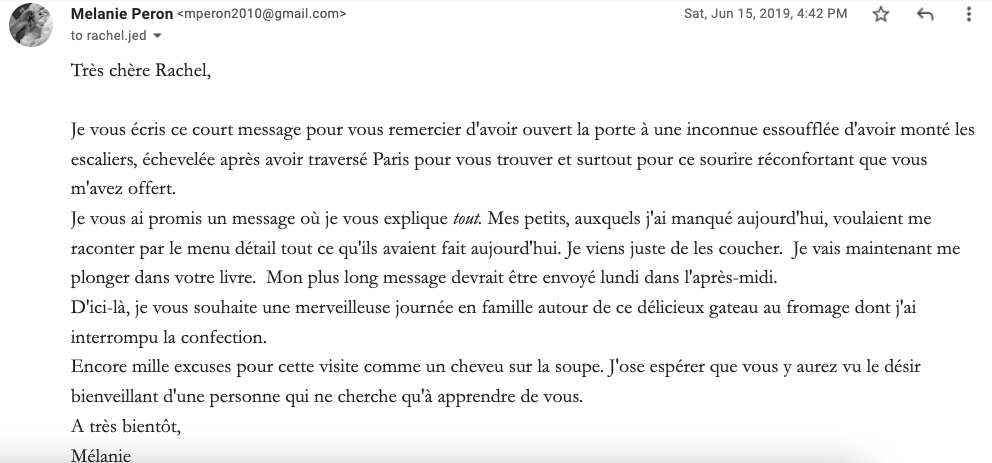 Melanie Peron <mperon2010@gmail.com>
Sat, Jun 15, 2019, 4:42 PM
to rachel.jed
Très chère Rachel,
Je vous écris ce court message pour vous remercier d'avoir ouvert la porte à une inconnue essoufflée d'avoir monté les
escaliers, échevelée après avoir traversé Paris pour vous trouver et surtout pour ce sourire réconfortant que vous
m'avez offert.
Je vous ai promis un message où je vous explique tout. Mes petits, auxquels j'ai manqué aujourd'hui, voulaient me
raconter par le menu détail tout ce qu'ils avaient fait aujourd'hui. Je viens juste de les coucher.  Je vais maintenant me
plonger dans votre livre.  Mon plus long message devrait être envoyé lundi dans l'après-midi.
D'ici-là, je vous souhaite une merveilleuse journée en famille autour de ce délicieux gateau au fromage dont j'ai
interrompu la confection.
Encore mille excuses pour cette visite comme un cheveu sur la soupe. J'ose espérer que vous y aurez vu le désir
bienveillant d'une personne qui ne cherche qu'à apprendre de vous.
A très bientôt,
Mélanie